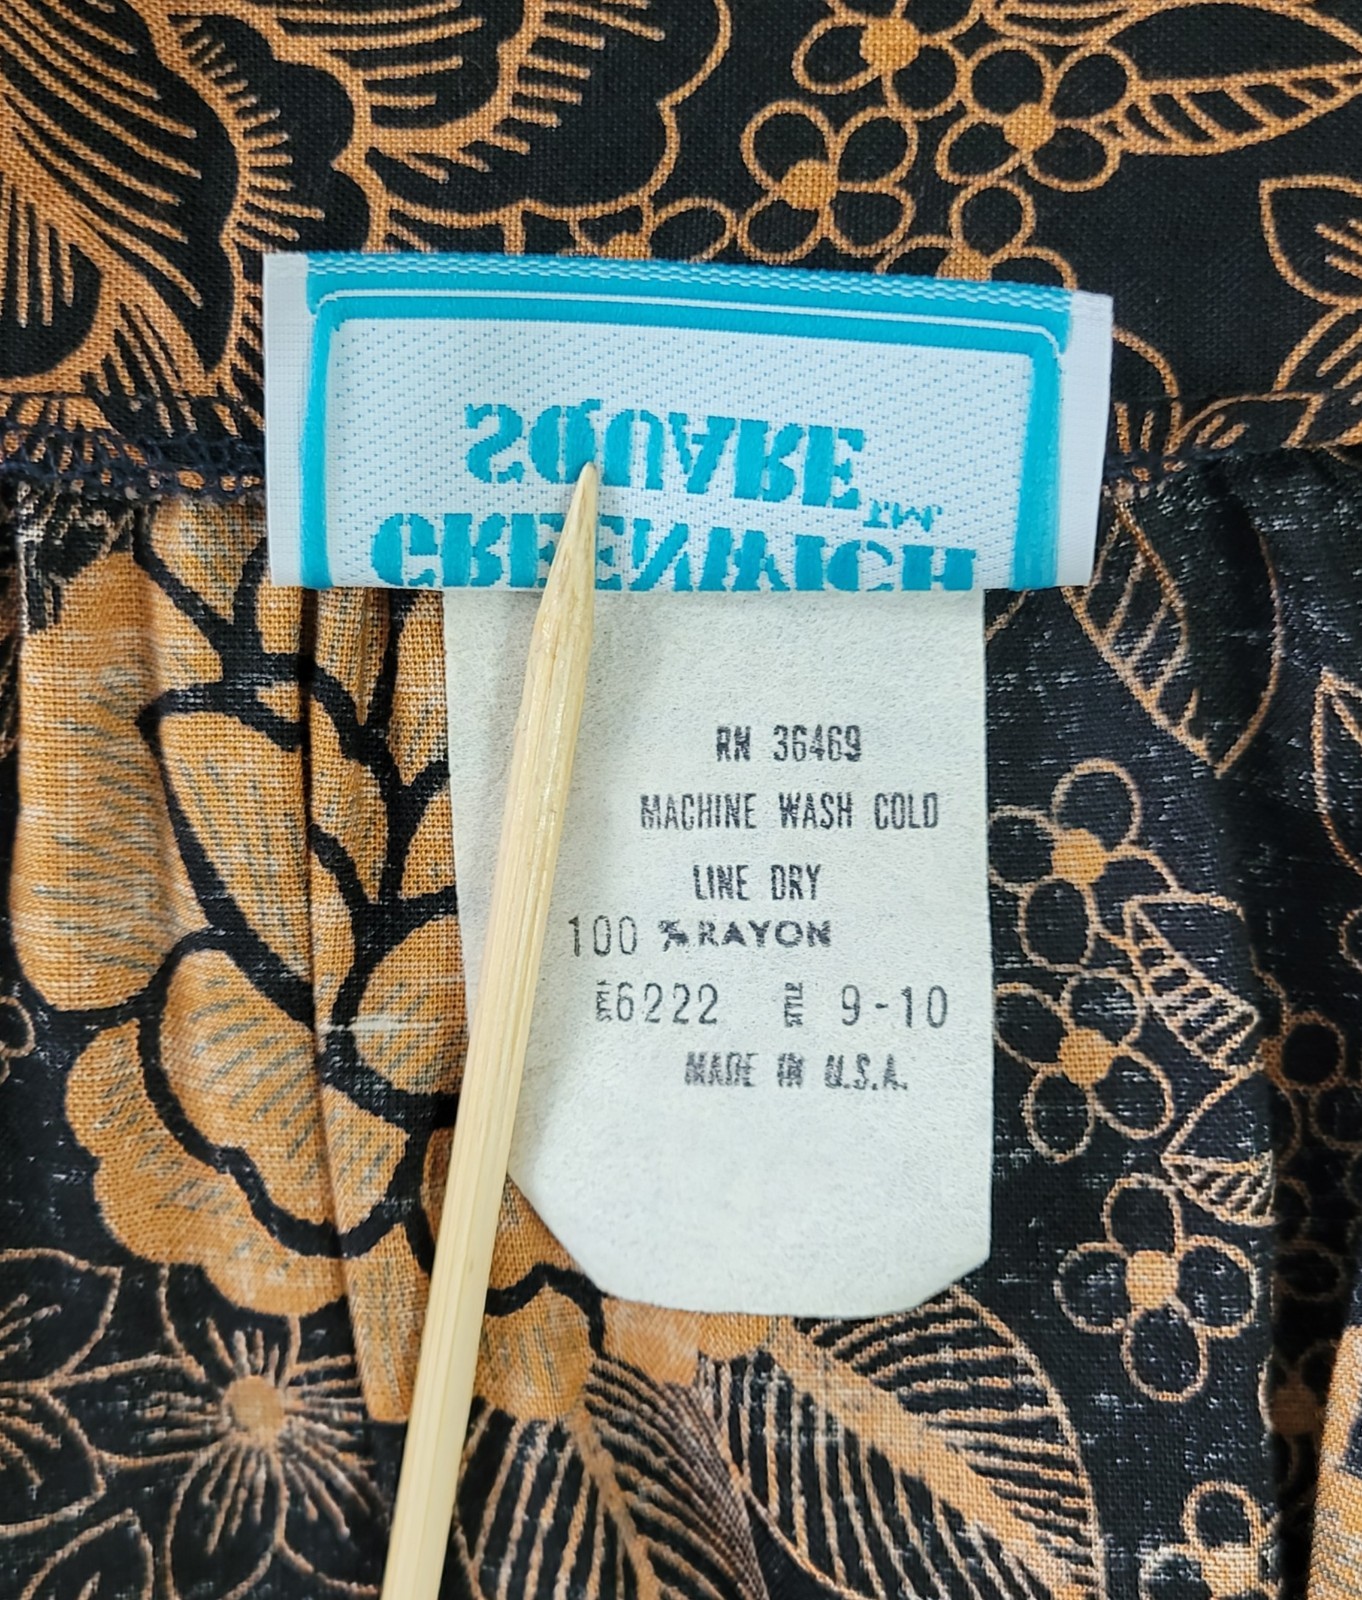 GREENWICH
SQUARE
RN 36469
MACHINE WASH COLD
LINE DRY
100 % RAYON
6222 9-10
MADE IN U.S.A.